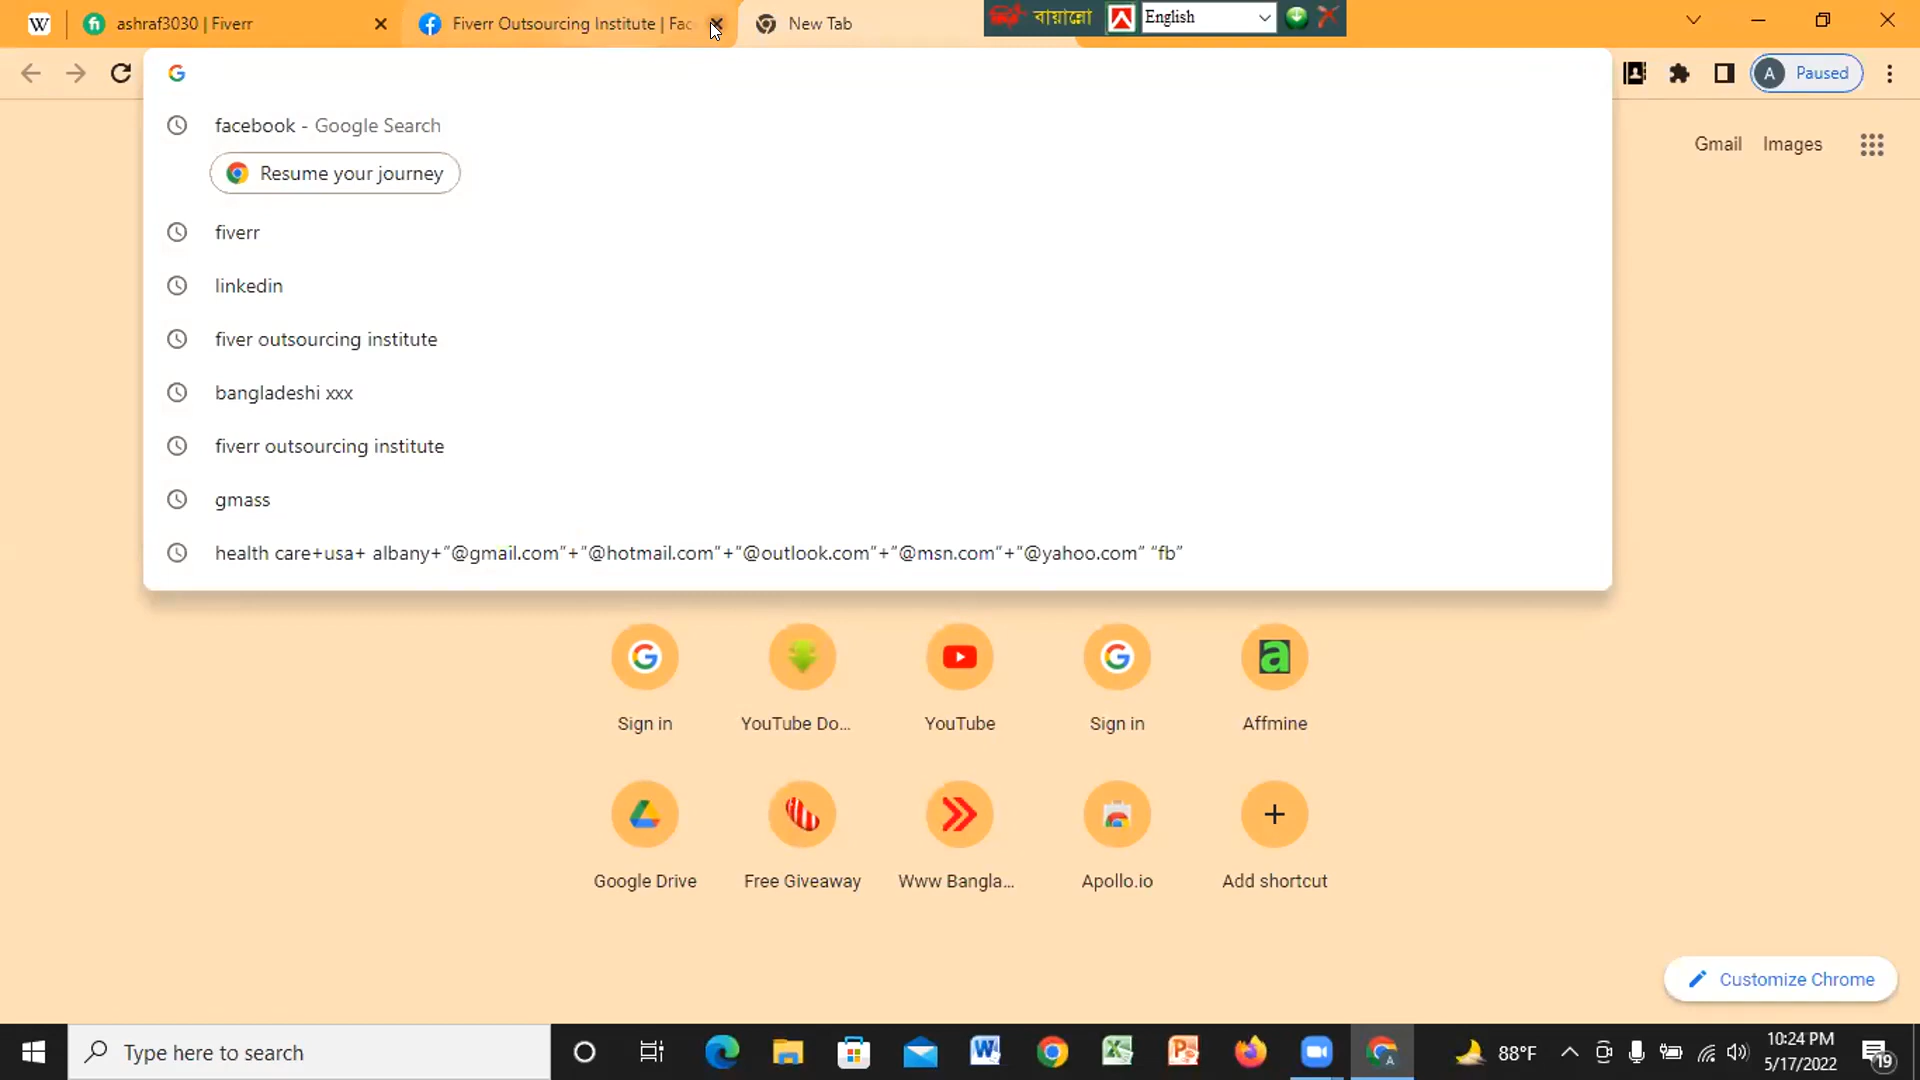 W ashraf3030 | Fiverr Fiverr Outsourcing Institute | Fac New Tab বায়ান্নো English
G A Paused
facebook - Google Search
Gmail Images
Resume your journey
fiverr
linkedin
fiver outsourcing institute
bangladeshi xxx
fiverr outsourcing institute
gmass
health care+usa+ albany+"@gmail.com"+"@hotmail.com"+"@outlook.com"+"@msn.com"+"@yahoo.com" "fb"
Sign in YouTube Do... YouTube Sign in Affmine
Google Drive Free Giveaway Www Bangla... Apollo.io Add shortcut
Customize Chrome
Type here to search 88°F 10:24 PM
5/17/2022 19